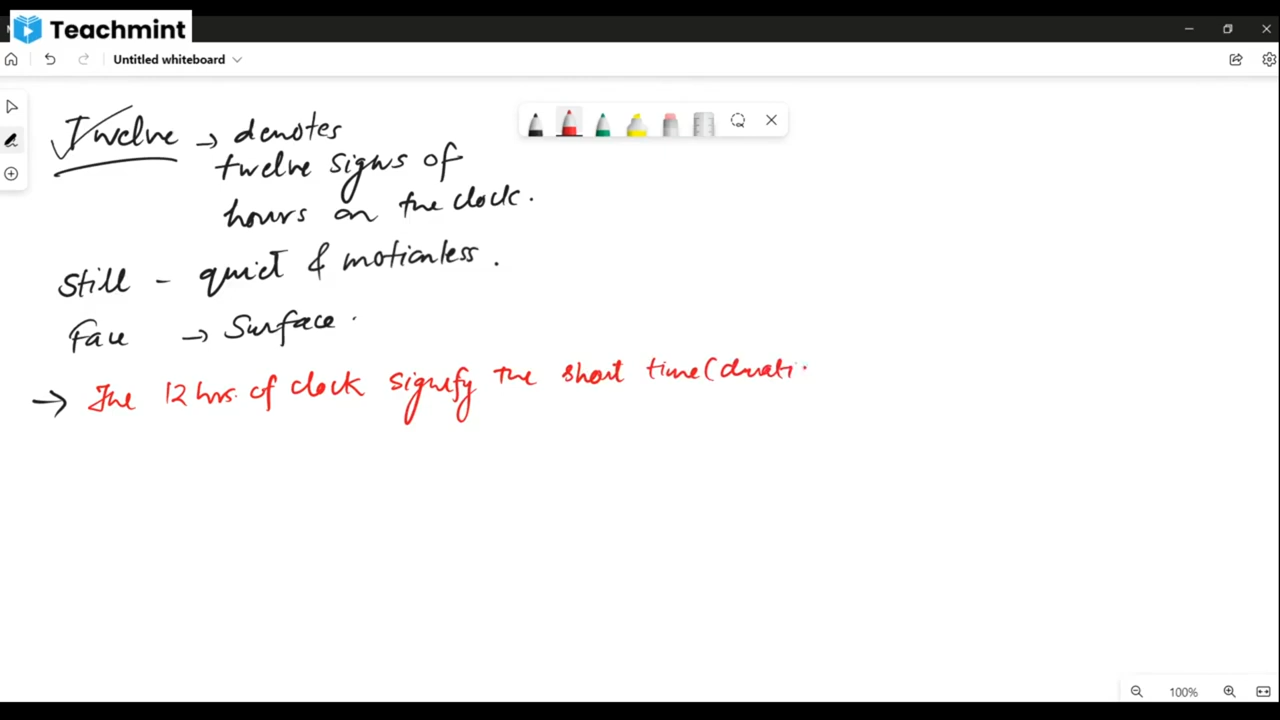 Teachmint
Untitled whiteboard
Twelve → denotes
twelve signs of
hours on the clock.
Still - quiet & motionless.
Face → Surface.
→ The 12 hrs. of clock signify the short time (durati
100%